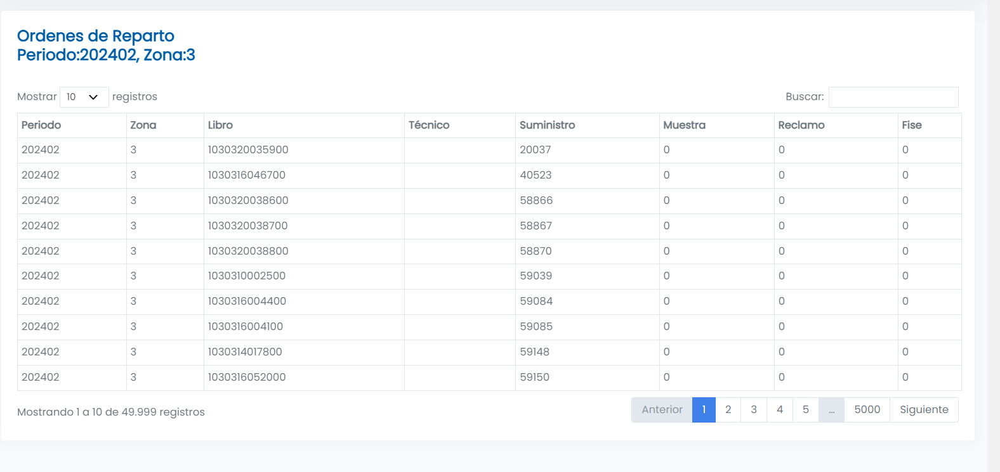 Ordenes de Reparto
Periodo:202402, Zona:3
Mostrar 10 registros Buscar:
Periodo Zona Libro Técnico Suministro Muestra Reclamo Fise
202402 3 1030320035900 20037 0 0 0
202402 3 1030316046700 40523 0 0 0
202402 3 1030320038600 58866 0 0 0
202402 3 1030320038700 58867 0 0 0
202402 3 1030320038800 58870 0 0 0
202402 3 1030310002500 59039 0 0 0
202402 3 1030316004400 59084 0 0 0
202402 3 1030316004100 59085 0 0 0
202402 3 1030314017800 59148 0 0 0
202402 3 1030316052000 59150 0 0 0
Mostrando 1 a 10 de 49.999 registros Anterior 1 2 3 4 5 ... 5000 Siguiente